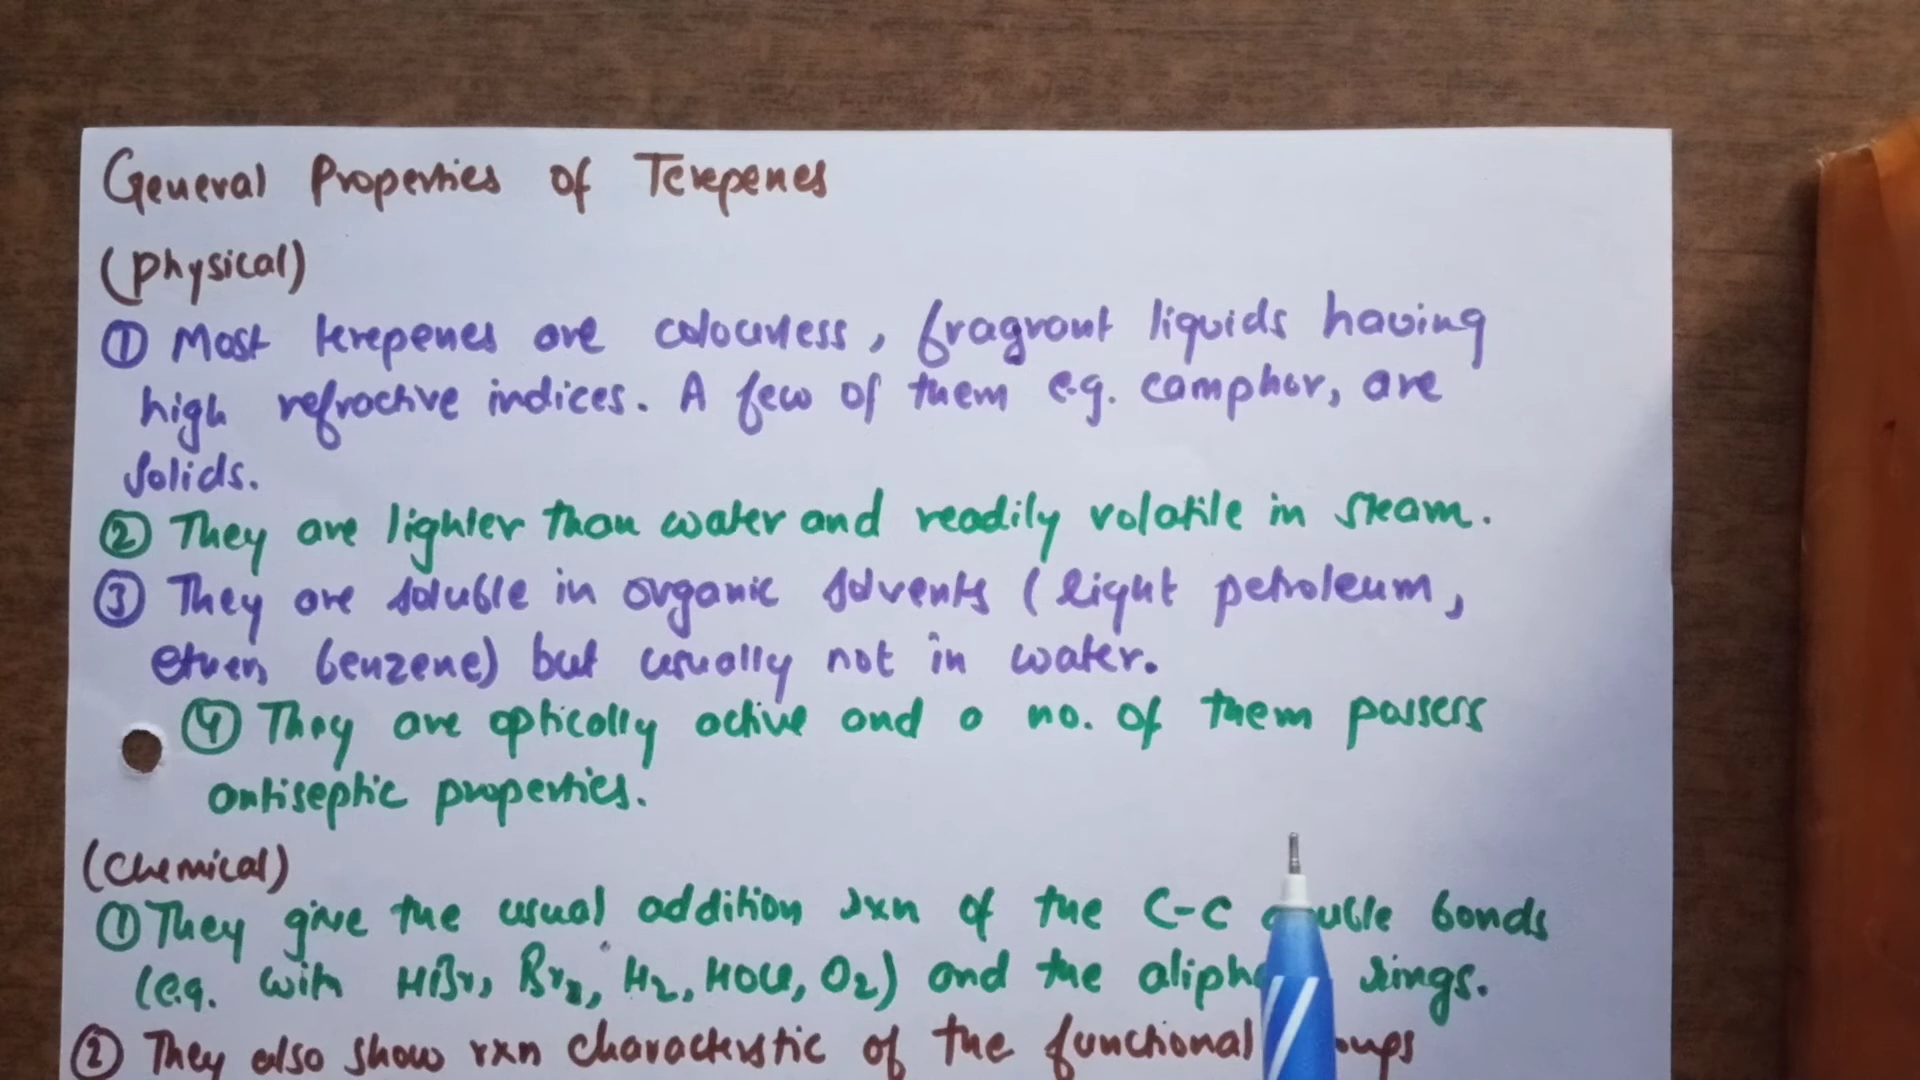 General Properties of Terepenes
(Physical)
① Most terepenes are colourless, fragrant liquids having
high refractive indices. A few of them e.g. camphor, are
solids.
② They are lighter than water and readily volatile in steam.
③ They are soluble in organic solvents (light petroleum,
ether, benzene) but usually not in water.
④ They are optically active and a no. of them possess
antiseptic properties.
(Chemical)
① They give the usual addition rxn of the C-C double bonds
(e.g. with HBr, Br2, H2, HOCl, O2) and the rings.
② They also show rxn characterstic of the functional